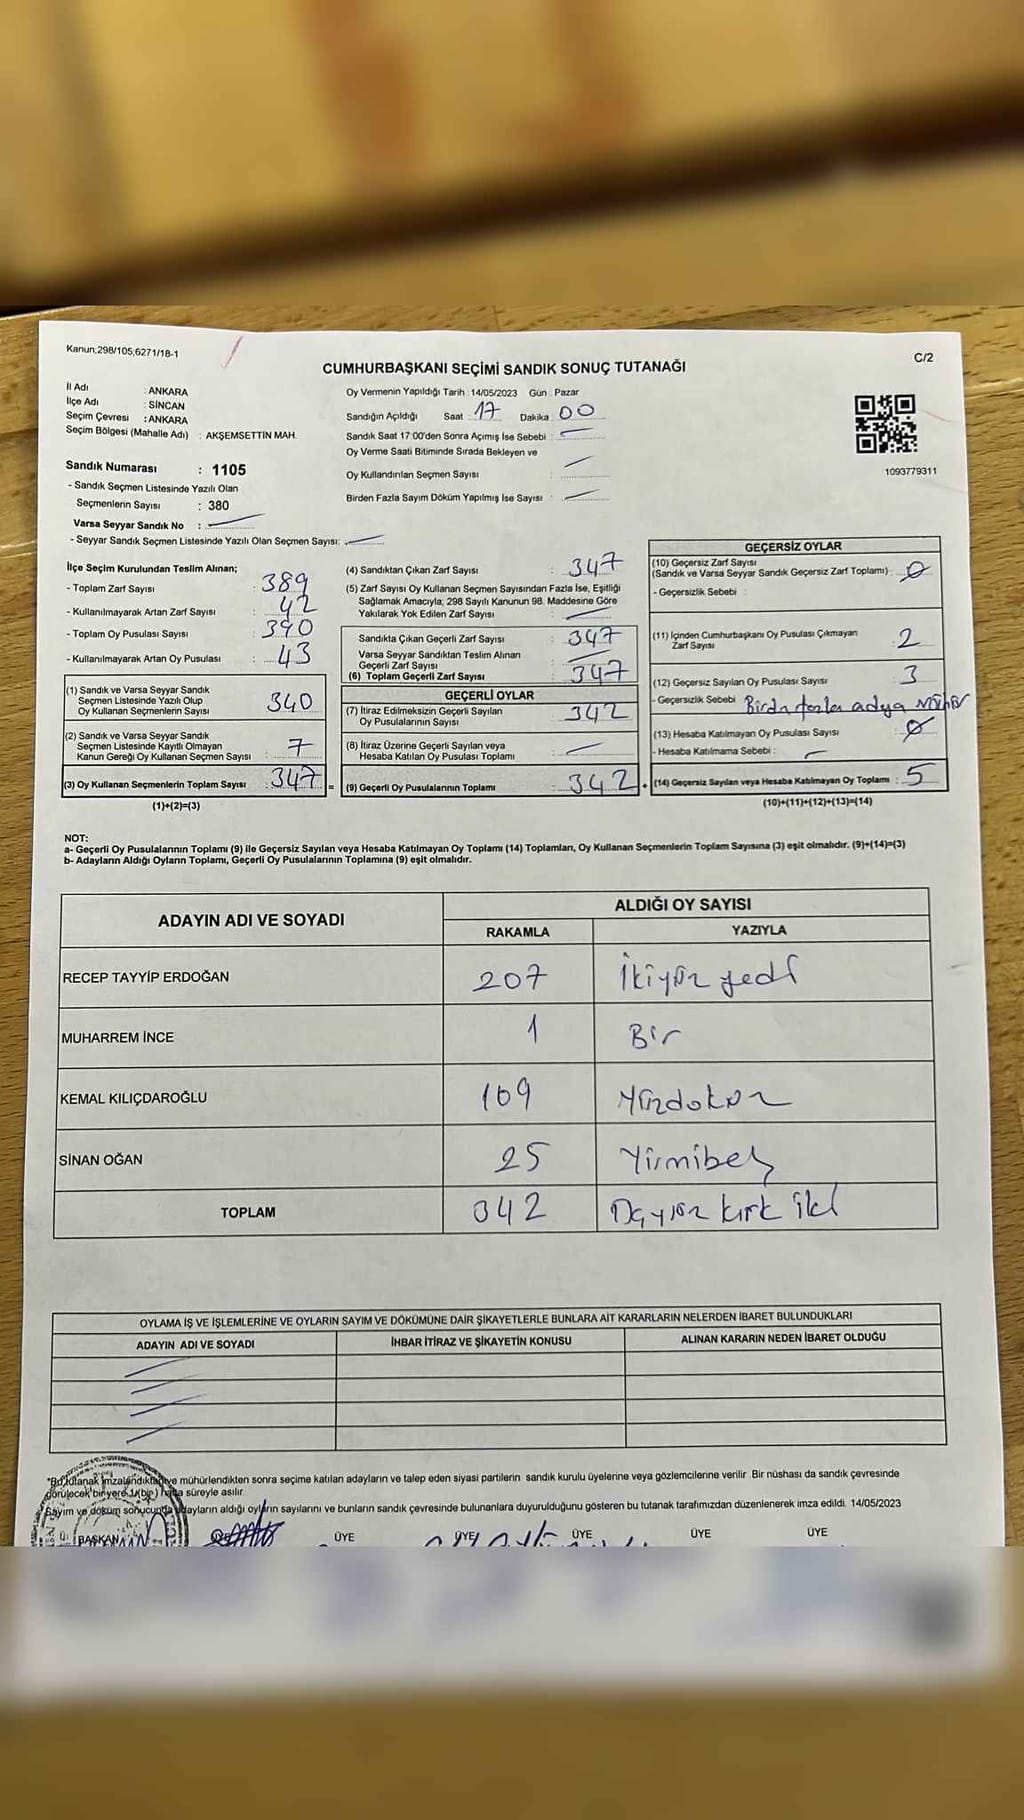 Kanun;298/105,6271/18-1
C/2
CUMHURBAŞKANI SEÇİMİ SANDIK SONUÇ TUTANAĞI
İl Adı : ANKARA
İlçe Adı : SİNCAN
Seçim Çevresi : ANKARA
Seçim Bölgesi (Mahalle Adı) : AKŞEMSETTİN MAH.
Sandık Numarası : 1105
- Sandık Seçmen Listesinde Yazılı Olan
Seçmenlerin Sayısı : 380
Varsa Seyyar Sandık No :
- Seyyar Sandık Seçmen Listesinde Yazılı Olan Seçmen Sayısı:
Oy Vermenin Yapıldığı Tarih : 14/05/2023 Gün : Pazar
Sandığın Açıldığı Saat : 17 Dakika : 00
Sandık Saat 17:00'den Sonra Açımış İse Sebebi :
Oy Verme Saati Bitiminde Sırada Bekleyen ve
Oy Kullandırılan Seçmen Sayısı :
Birden Fazla Sayım Döküm Yapılmış İse Sayısı :
1093779311
İlçe Seçim Kurulundan Teslim Alınan;
- Toplam Zarf Sayısı : 389
- Kullanılmayarak Artan Zarf Sayısı : 42
- Toplam Oy Pusulası Sayısı : 390
- Kullanılmayarak Artan Oy Pusulası : 43
(1) Sandık ve Varsa Seyyar Sandık
Seçmen Listesinde Yazılı Olup
Oy Kullanan Seçmenlerin Sayısı 340
(2) Sandık ve Varsa Seyyar Sandık
Seçmen Listesinde Kayıtlı Olmayan
Kanun Gereği Oy Kullanan Seçmen Sayısı : 7
(3) Oy Kullanan Seçmenlerin Toplam Sayısı : 347
(1)+(2)=(3)
(4) Sandıktan Çıkan Zarf Sayısı : 347
(5) Zarf Sayısı Oy Kullanan Seçmen Sayısından Fazla İse, Eşitliği
Sağlamak Amacıyla; 298 Sayılı Kanunun 98. Maddesine Göre
Yakılarak Yok Edilen Zarf Sayısı :
Sandıkta Çıkan Geçerli Zarf Sayısı : 347
Varsa Seyyar Sandıktan Teslim Alınan
Geçerli Zarf Sayısı
(6) Toplam Geçerli Zarf Sayısı : 347
GEÇERLİ OYLAR
(7) İtiraz Edilmeksizin Geçerli Sayılan
Oy Pusulalarının Sayısı : 342
(8) İtiraz Üzerine Geçerli Sayılan veya
Hesaba Katılan Oy Pusulası Toplamı :
(9) Geçerli Oy Pusulalarının Toplamı : 342
GEÇERSİZ OYLAR
(10) Geçersiz Zarf Sayısı
(Sandık ve Varsa Seyyar Sandık Geçersiz Zarf Toplamı) : 0
- Geçersizlik Sebebi :
(11) İçinden Cumhurbaşkanı Oy Pusulası Çıkmayan
Zarf Sayısı : 2
(12) Geçersiz Sayılan Oy Pusulası Sayısı : 3
- Geçersizlik Sebebi Birdn fazla adya mühür
(13) Hesaba Katılmayan Oy Pusulası Sayısı : 0
- Hesaba Katılmama Sebebi :
(14) Geçersiz Sayılan veya Hesaba Katılmayan Oy Toplamı : 5
(10)+(11)+(12)+(13)=(14)
NOT:
a- Geçerli Oy Pusulalarının Toplamı (9) ile Geçersiz Sayılan veya Hesaba Katılmayan Oy Toplamı (14) Toplamları, Oy Kullanan Seçmenlerin Toplam Sayısına (3) eşit olmalıdır. (9)+(14)=(3)
b- Adayların Aldığı Oyların Toplamı, Geçerli Oy Pusulalarının Toplamına (9) eşit olmalıdır.
ADAYIN ADI VE SOYADI
ALDIĞI OY SAYISI
RAKAMLA YAZIYLA
RECEP TAYYİP ERDOĞAN 207 İkiyüz yedi
MUHARREM İNCE 1 Bir
KEMAL KILIÇDAROĞLU 109 Yüzdokuz
SİNAN OĞAN 25 Yirmibeş
TOPLAM 342 Üçyüz kırk iki
OYLAMA İŞ VE İŞLEMLERİNE VE OYLARIN SAYIM VE DÖKÜMÜNE DAİR ŞİKAYETLERLE BUNLARA AİT KARARLARIN NELERDEN İBARET BULUNDUKLARI
ADAYIN ADI VE SOYADI İHBAR İTİRAZ VE ŞİKAYETİN KONUSU ALINAN KARARIN NEDEN İBARET OLDUĞU
mühürlendikten sonra seçime katılan adayların ve talep eden siyasi partilerin sandık kurulu üyelerine veya gözlemcilerine verilir. Bir nüshası da sandık çevresinde
görülecek bir yere 1 (bir) hafta süreyle asılır.
Sayım ve döküm sonucunda adayların aldığı oyların sayılarını ve bunların sandık çevresinde bulunanlara duyurulduğunu gösteren bu tutanak tarafımızdan düzenlenerek imza edildi. 14/05/2023
BAŞKAN ÜYE ÜYE ÜYE ÜYE ÜYE